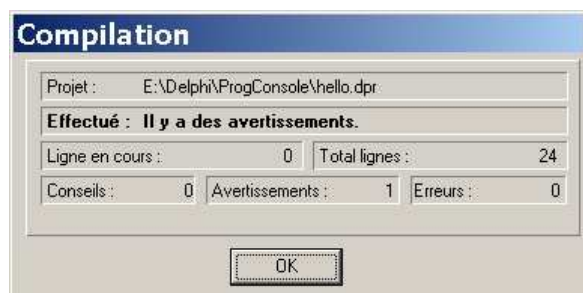 Compilation
Projet : E:\Delphi\ProgConsole\hello.dpr
Effectué : Il y a des avertissements.
Ligne en cours : 0 Total lignes : 24
Conseils : 0 Avertissements : 1 Erreurs : 0
OK